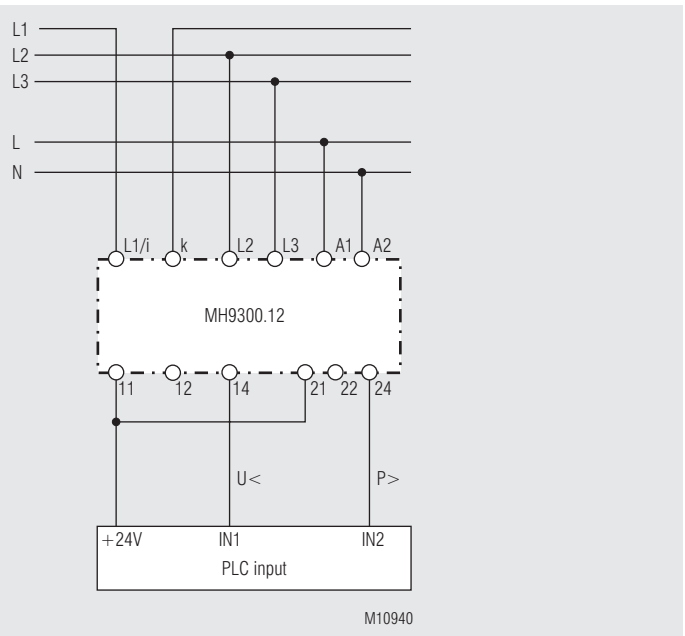 L1
L2
L3
L
N
L1/i k L2 L3 A1 A2
MH9300.12
11 12 14 21 22 24
U< P>
+24V IN1 IN2
PLC input
M10940